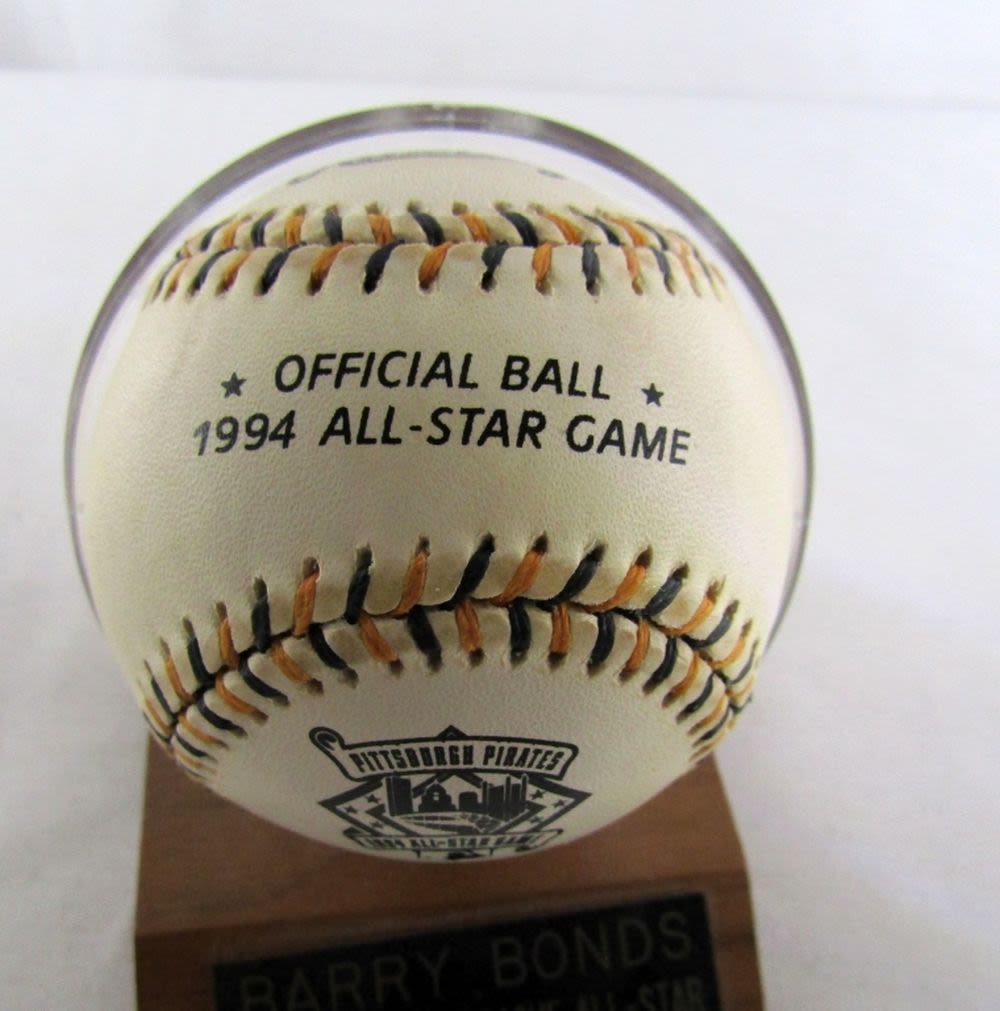 ★ OFFICIAL BALL ★
1994 ALL-STAR GAME
PITTSBURGH PIRATES
1994 ALL-STAR GAME
BARRY BONDS
ALL-STAR